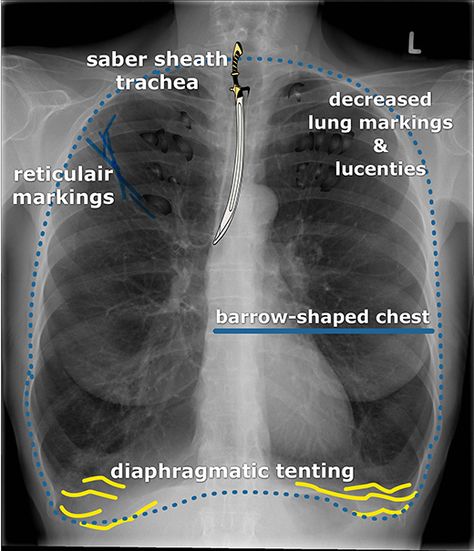 L
saber sheath
trachea
decreased
lung markings
&
lucenties
reticulair
markings
barrow-shaped chest
diaphragmatic tenting